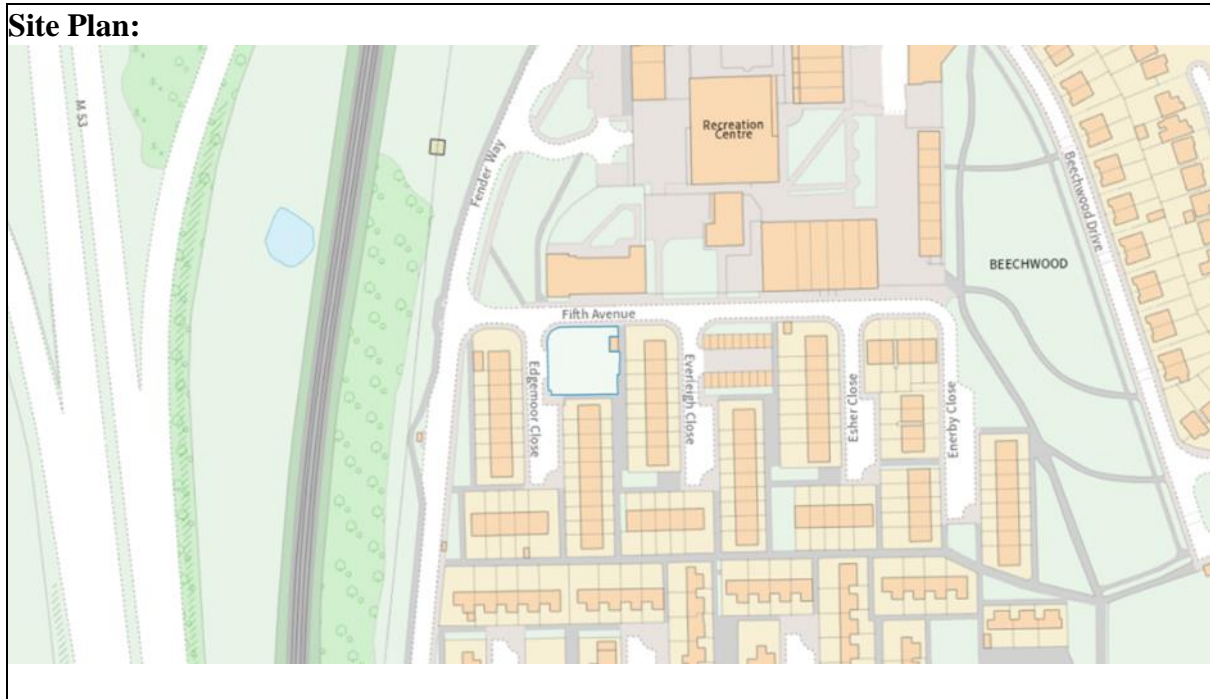 Site Plan:
M 53
Fender Way
Recreation
Centre
Beechwood Drive
BEECHWOOD
Fifth Avenue
Edgemoor Close
Everleigh Close
Esher Close
Enerby Close